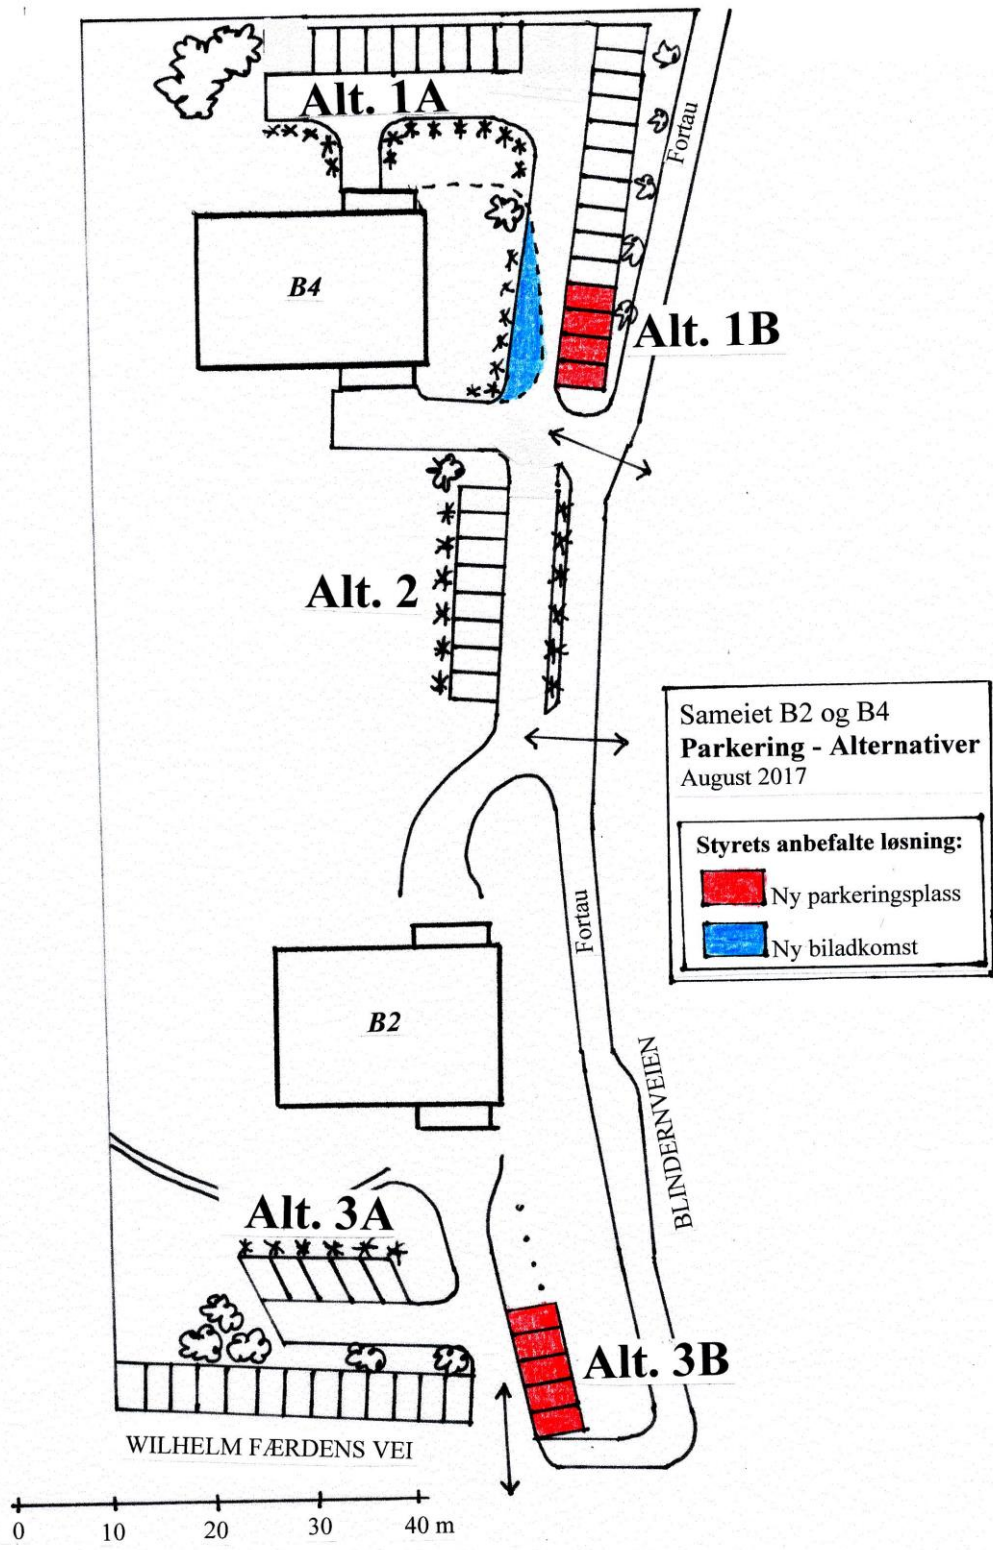 Alt. 1A
Fortau
B4
Alt. 1B
Alt. 2
Sameiet B2 og B4
Parkering - Alternativer
August 2017
Styrets anbefalte løsning:
Ny parkeringsplass
Ny biladkomst
Fortau
B2
BLINDERNVEIEN
Alt. 3A
Alt. 3B
WILHELM FÆRDENS VEI
0 10 20 30 40 m